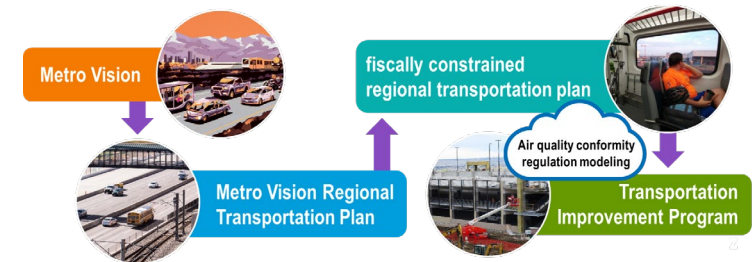 Metro Vision
Metro Vision Regional
Transportation Plan
fiscally constrained
regional transportation plan
Air quality conformity
regulation modeling
Transportation
Improvement Program